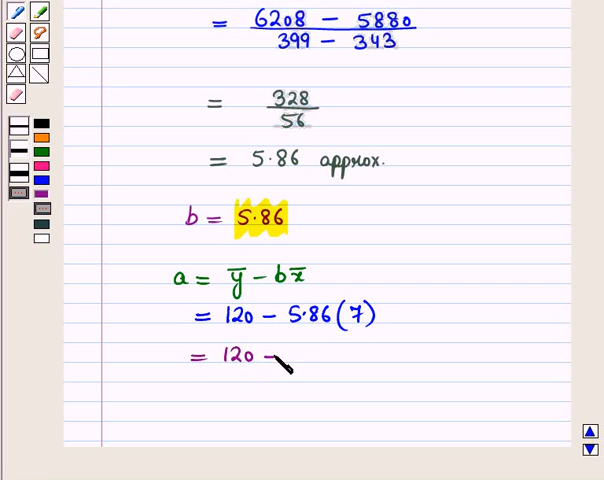 = 6208 - 5880
399 - 343
= 328
56
= 5.86 approx.
b = 5.86
a = y̅ - bx̅
= 120 - 5.86(7)
= 120 -